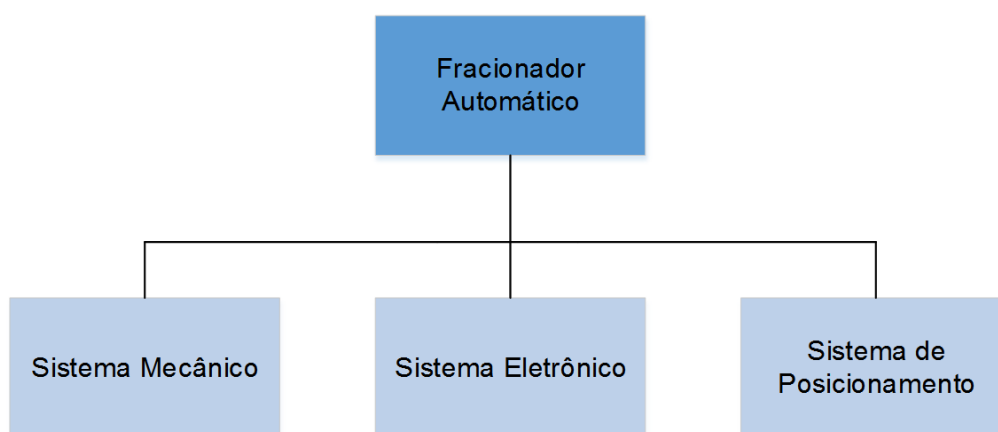 Fracionador
Automático
Sistema Mecânico
Sistema Eletrônico
Sistema de
Posicionamento